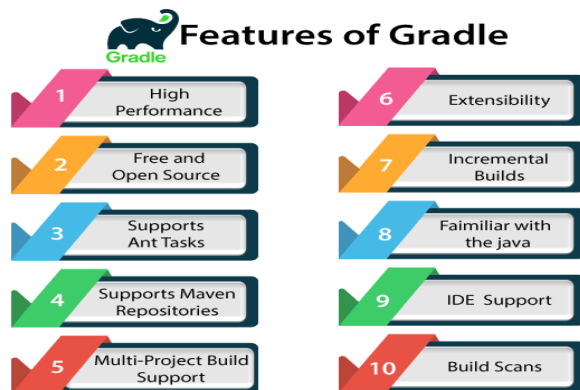 Gradle
Features of Gradle
1
High
Performance
2
Free and
Open Source
3
Supports
Ant Tasks
4
Supports Maven
Repositories
5
Multi-Project Build
Support
6
Extensibility
7
Incremental
Builds
8
Faimiliar with
the java
9
IDE Support
10
Build Scans